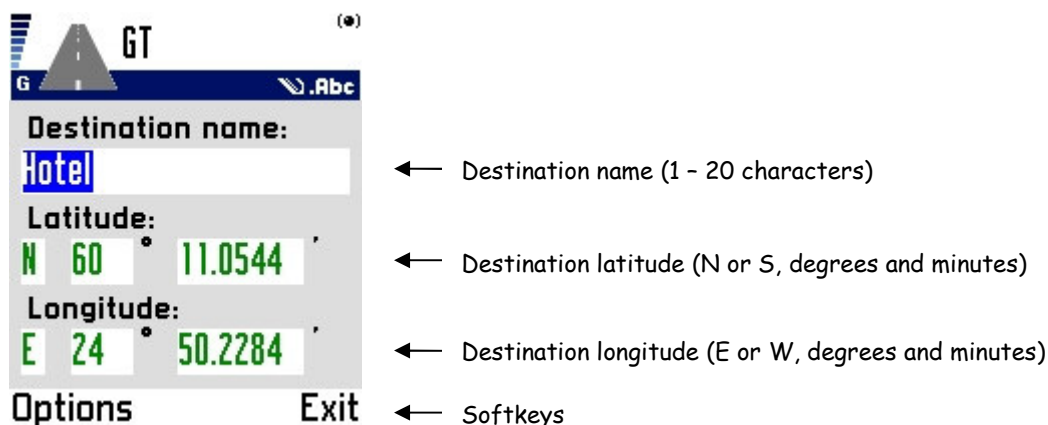 GT
G .Abc
Destination name:
Hotel
Destination name (1 – 20 characters)
Latitude:
N 60 ° 11.0544 '
Destination latitude (N or S, degrees and minutes)
Longitude:
E 24 ° 50.2284 '
Destination longitude (E or W, degrees and minutes)
Options Exit
Softkeys